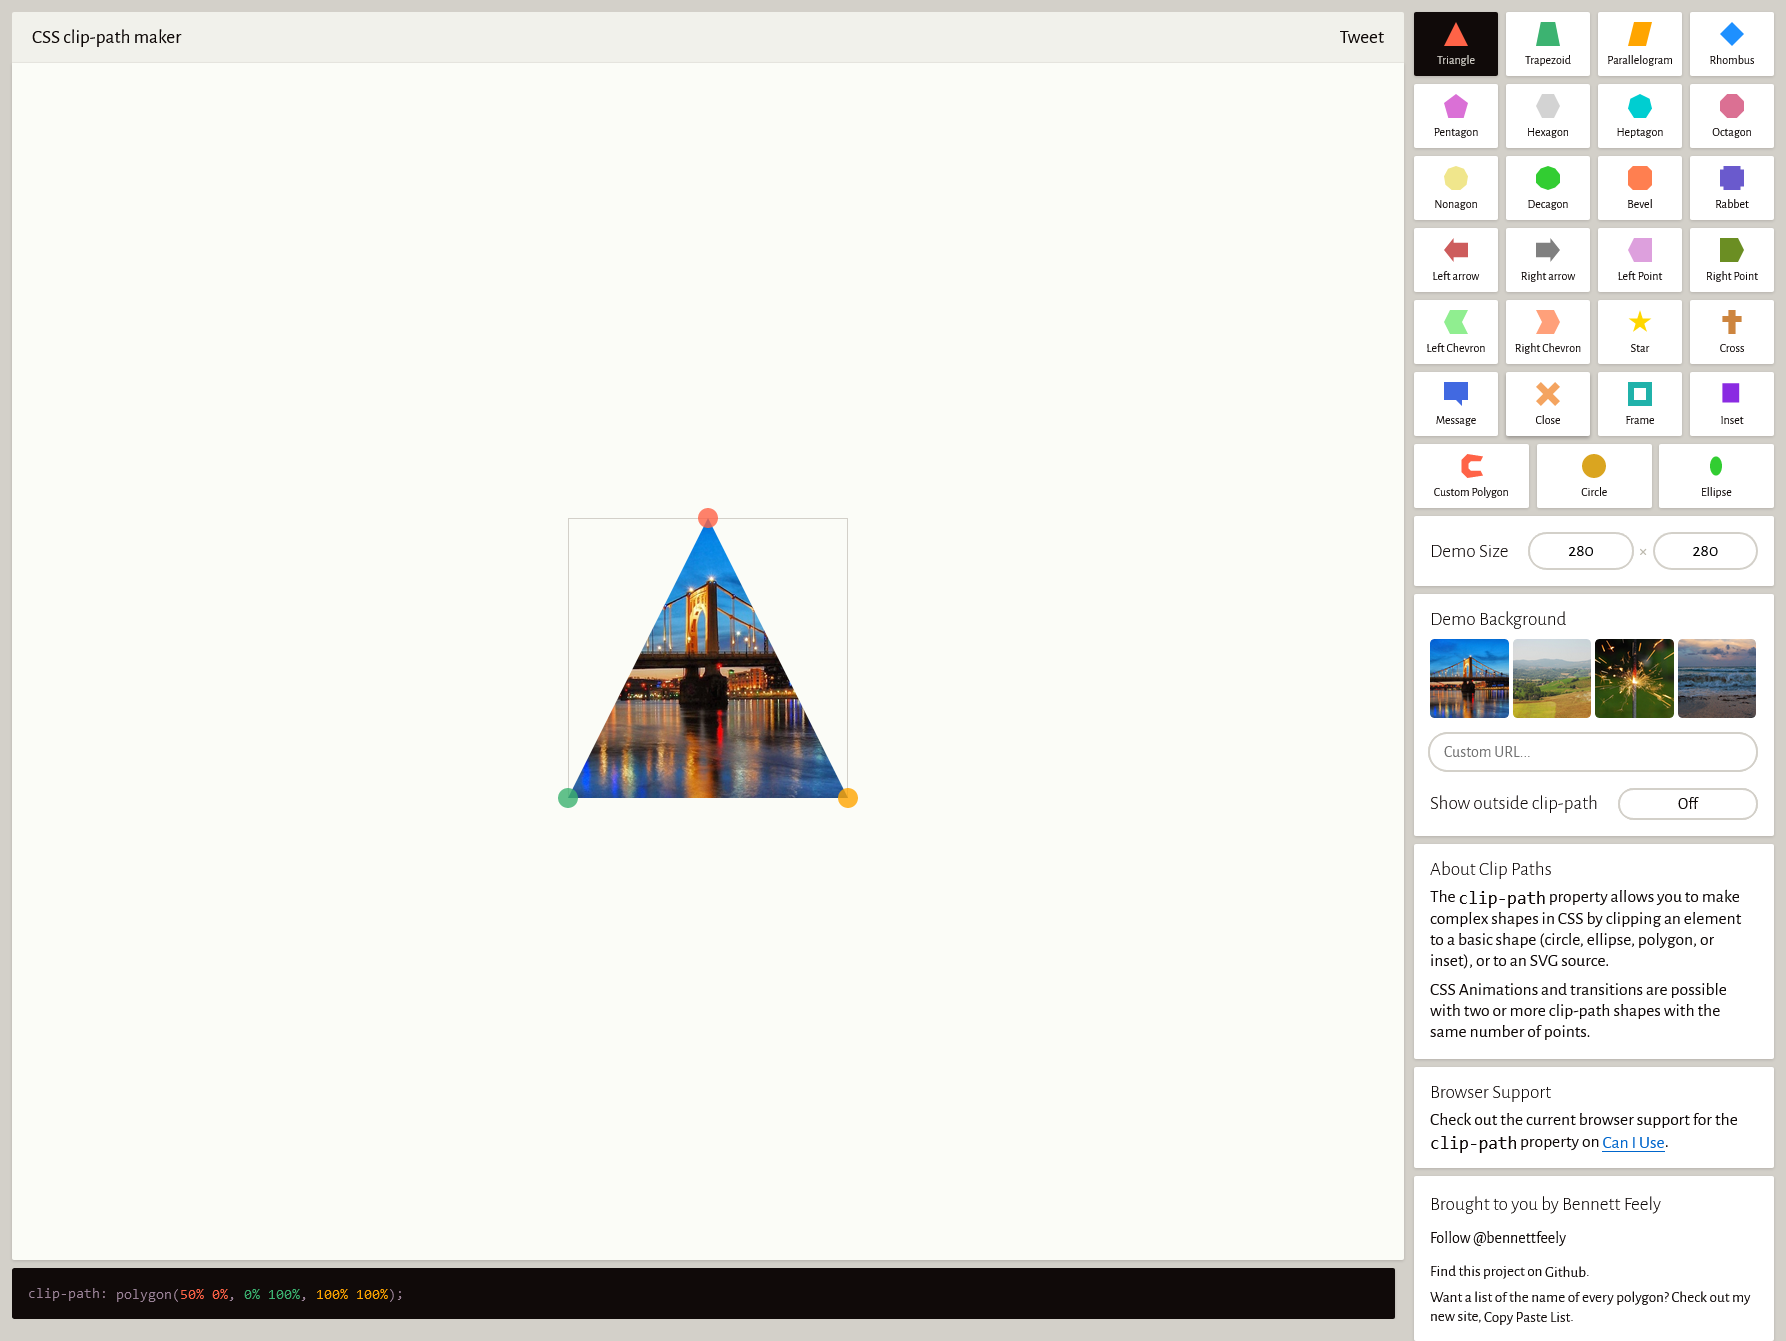 CSS clip-path maker
Tweet
Triangle
Trapezoid
Parallelogram
Rhombus
Pentagon
Hexagon
Heptagon
Octagon
Nonagon
Decagon
Bevel
Rabbet
Left arrow
Right arrow
Left Point
Right Point
Left Chevron
Right Chevron
Star
Cross
Message
Close
Frame
Inset
Custom Polygon
Circle
Ellipse
Demo Size
280
×
280
Demo Background
Custom URL...
Show outside clip-path
Off
About Clip Paths
The clip-path property allows you to make
complex shapes in CSS by clipping an element
to a basic shape (circle, ellipse, polygon, or
inset), or to an SVG source.
CSS Animations and transitions are possible
with two or more clip-path shapes with the
same number of points.
Browser Support
Check out the current browser support for the
clip-path property on Can I Use.
Brought to you by Bennett Feely
Follow @bennettfeely
Find this project on Github.
Want a list of the name of every polygon? Check out my
new site, Copy Paste List.
clip-path: polygon(50% 0%, 0% 100%, 100% 100%);